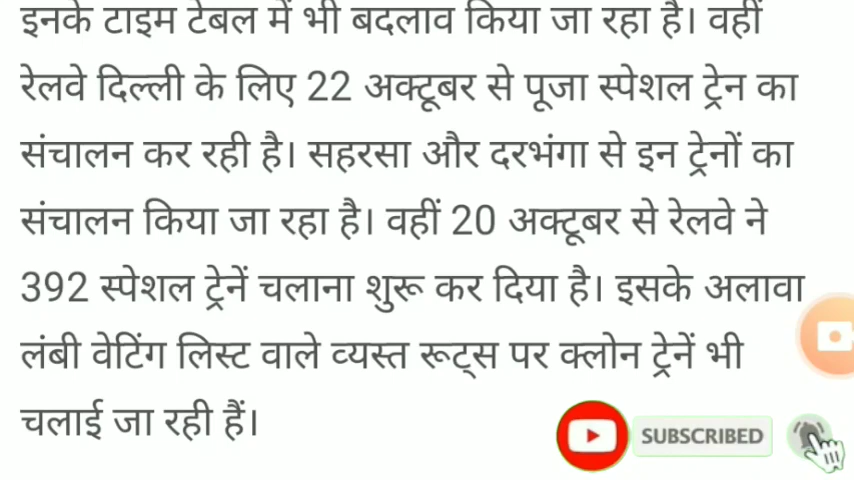 इनके टाइम टेबल में भी बदलाव किया जा रहा है। वहीं
रेलवे दिल्ली के लिए 22 अक्टूबर से पूजा स्पेशल ट्रेन का
संचालन कर रही है। सहरसा और दरभंगा से इन ट्रेनों का
संचालन किया जा रहा है। वहीं 20 अक्टूबर से रेलवे ने
392 स्पेशल ट्रेनें चलाना शुरू कर दिया है। इसके अलावा
लंबी वेटिंग लिस्ट वाले व्यस्त रूट्स पर क्लोन ट्रेनें भी
चलाई जा रही हैं।
SUBSCRIBED